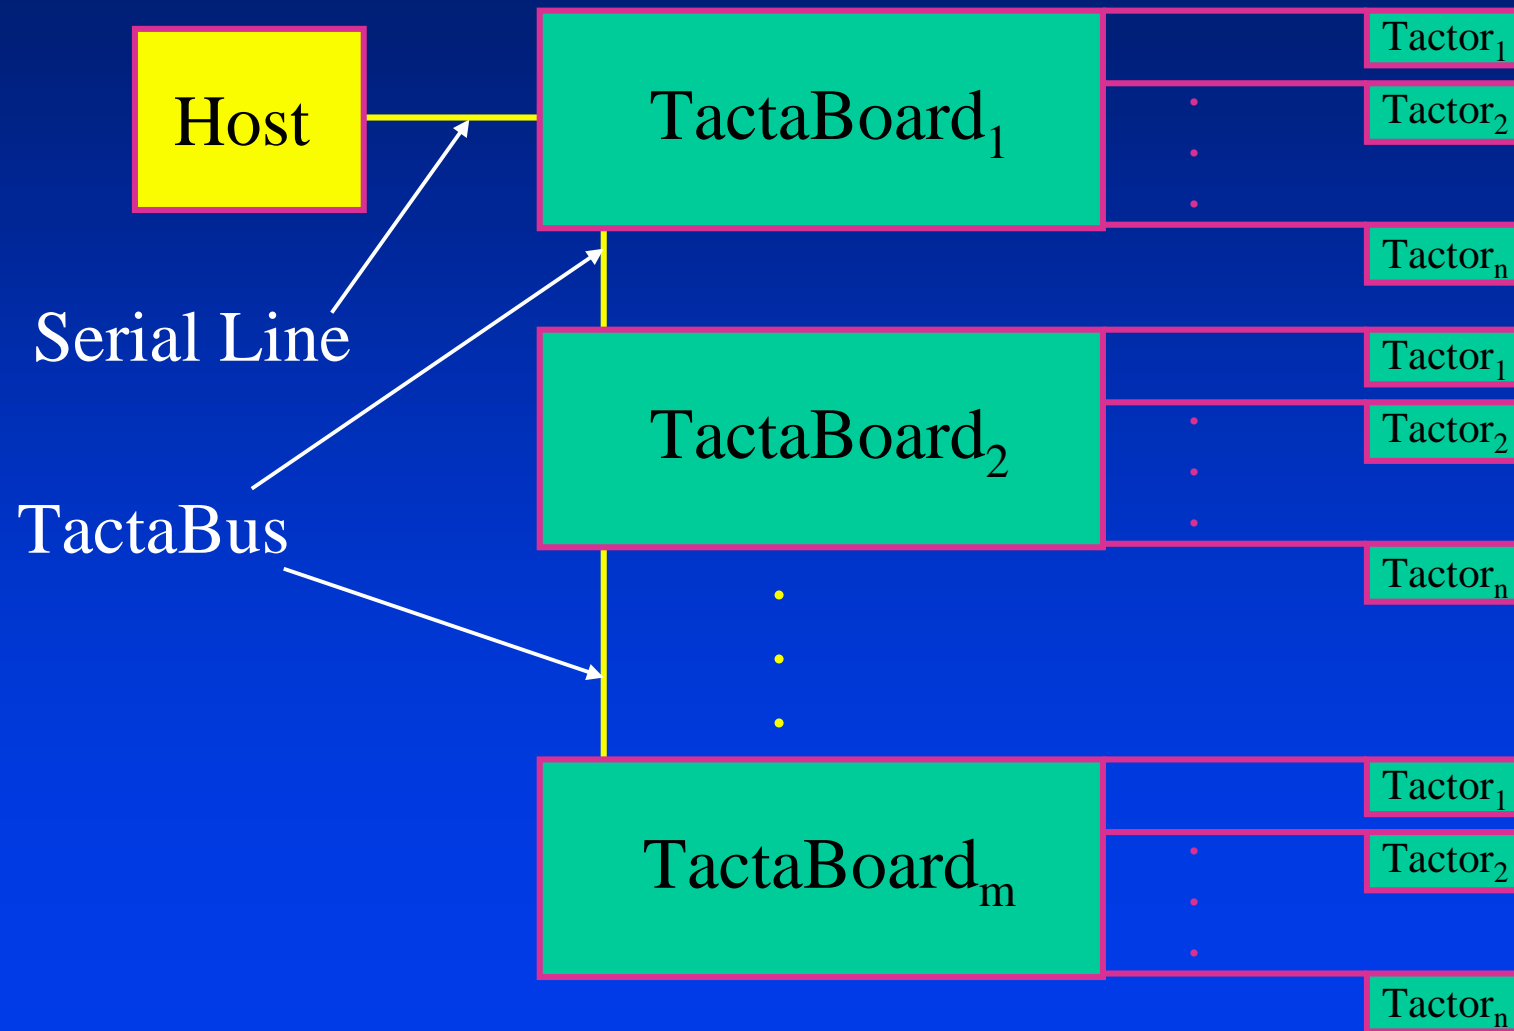 Host
TactaBoard₁
Tactor₁
Tactor₂
Tactorₙ
Serial Line
TactaBoard₂
Tactor₁
Tactor₂
Tactorₙ
TactaBus
TactaBoardₘ
Tactor₁
Tactor₂
Tactorₙ